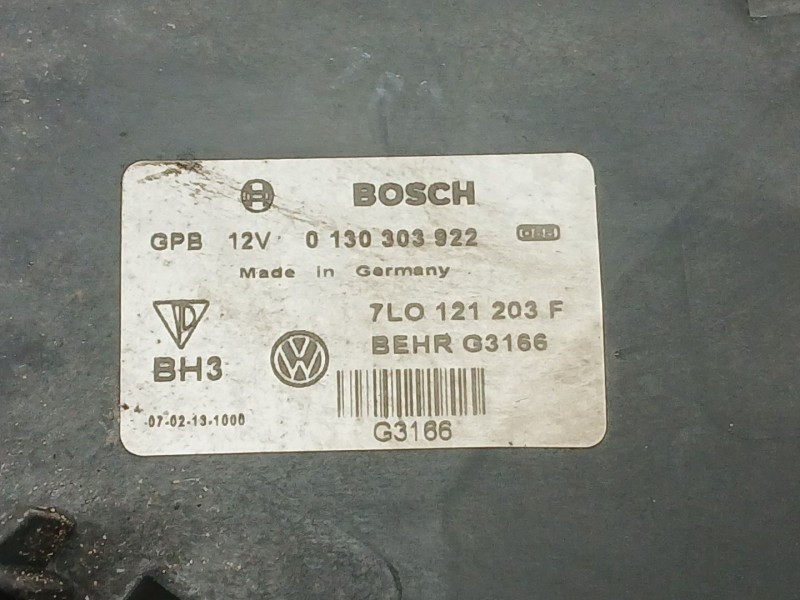 BOSCH
GPB 12V 0 130 303 922
Made in Germany
7L0 121 203 F
BEHR G3166
BH3
07-02-13-1000
G3166